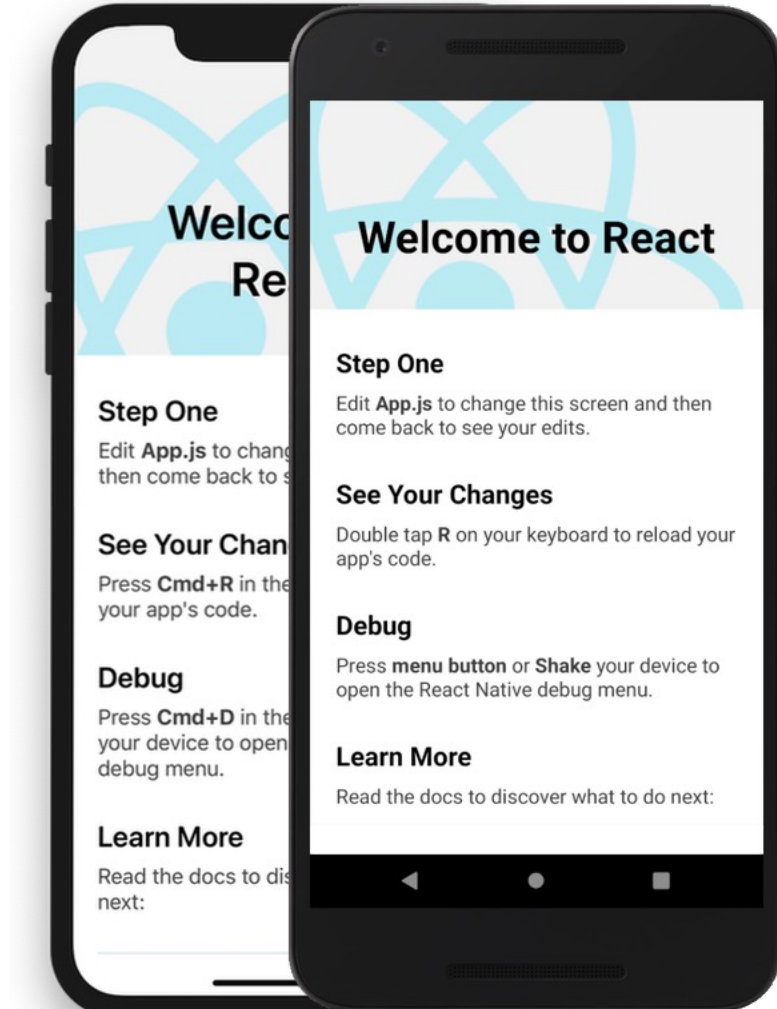 Welco
Re
Step One
Edit App.js to chang
then come back to s
See Your Chan
Press Cmd+R in the
your app's code.
Debug
Press Cmd+D in the
your device to open
debug menu.
Learn More
Read the docs to dis
next:
Welcome to React
Step One
Edit App.js to change this screen and then
come back to see your edits.
See Your Changes
Double tap R on your keyboard to reload your
app's code.
Debug
Press menu button or Shake your device to
open the React Native debug menu.
Learn More
Read the docs to discover what to do next: